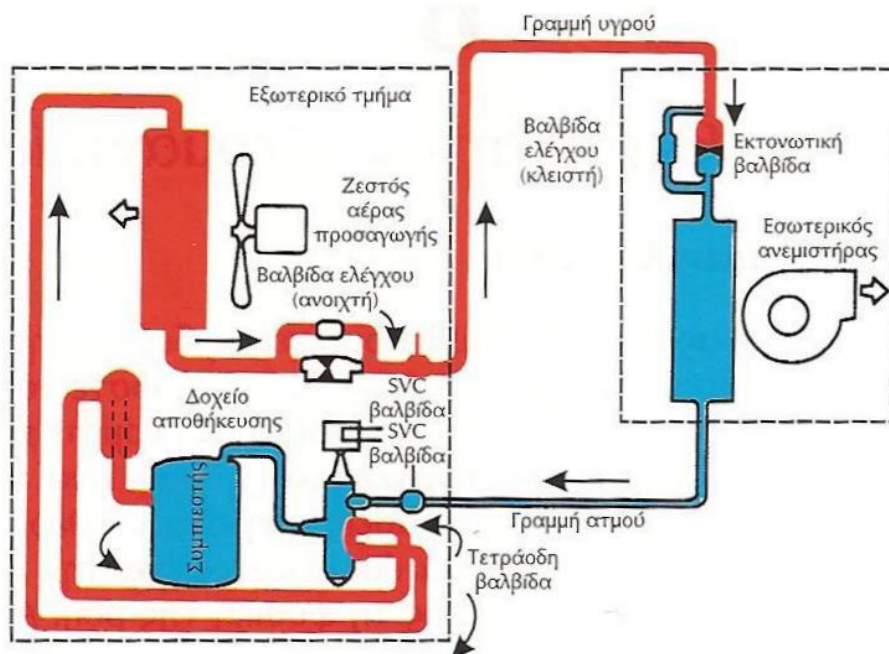 Γραμμή υγρού
Εξωτερικό τμήμα
Βαλβίδα
ελέγχου
(κλειστή)
Εκτονωτική
βαλβίδα
Ζεστός
αέρας
προσαγωγής
Εσωτερικός
ανεμιστήρας
Βαλβίδα ελέγχου
(ανοιχτή)
Δοχείο
αποθήκευσης
SVC
βαλβίδα
SVC
βαλβίδα
Συμπιεστής
Γραμμή ατμού
Τετράοδη
βαλβίδα